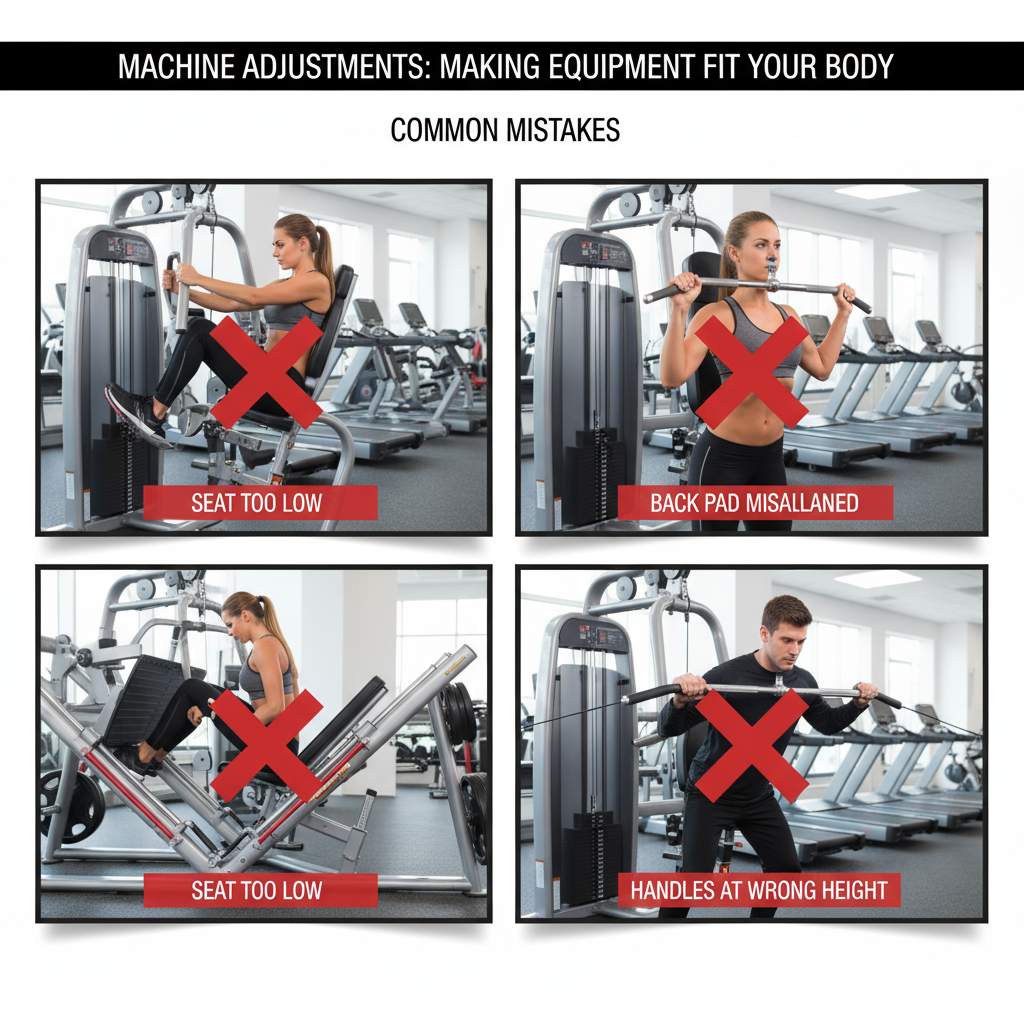 MACHINE ADJUSTMENTS: MAKING EQUIPMENT FIT YOUR BODY
COMMON MISTAKES
SEAT TOO LOW
BACK PAD MISALLANED
SEAT TOO LOW
HANDLES AT WRONG HEIGHT